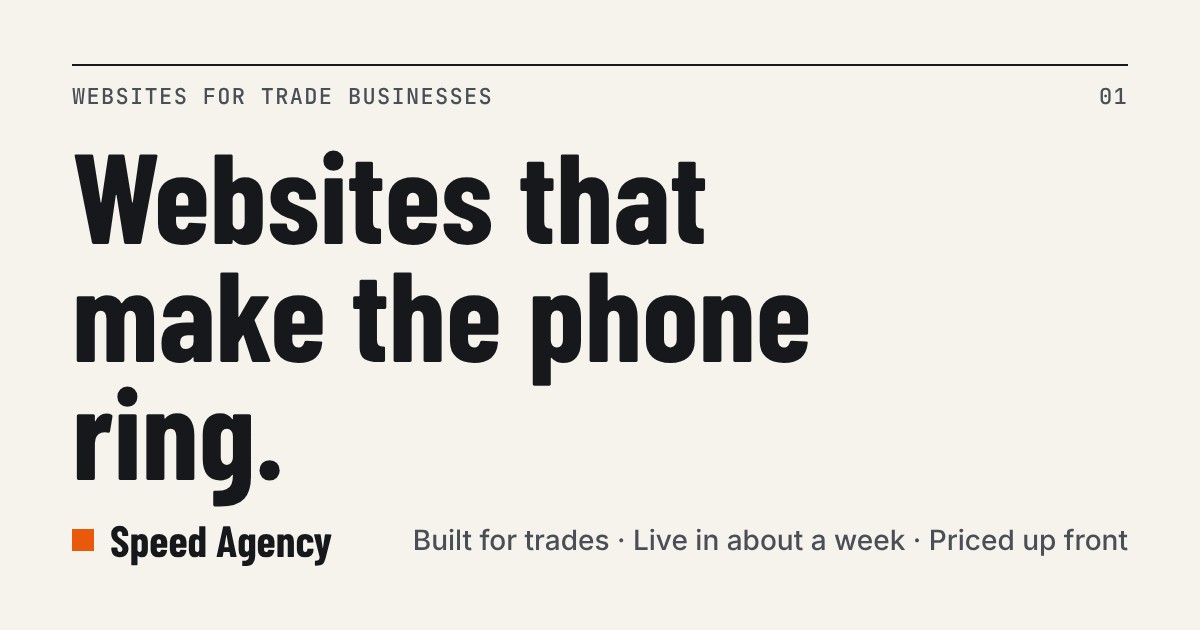 WEBSITES FOR TRADE BUSINESSES 01
Websites that
make the phone
ring.
Speed Agency Built for trades · Live in about a week · Priced up front